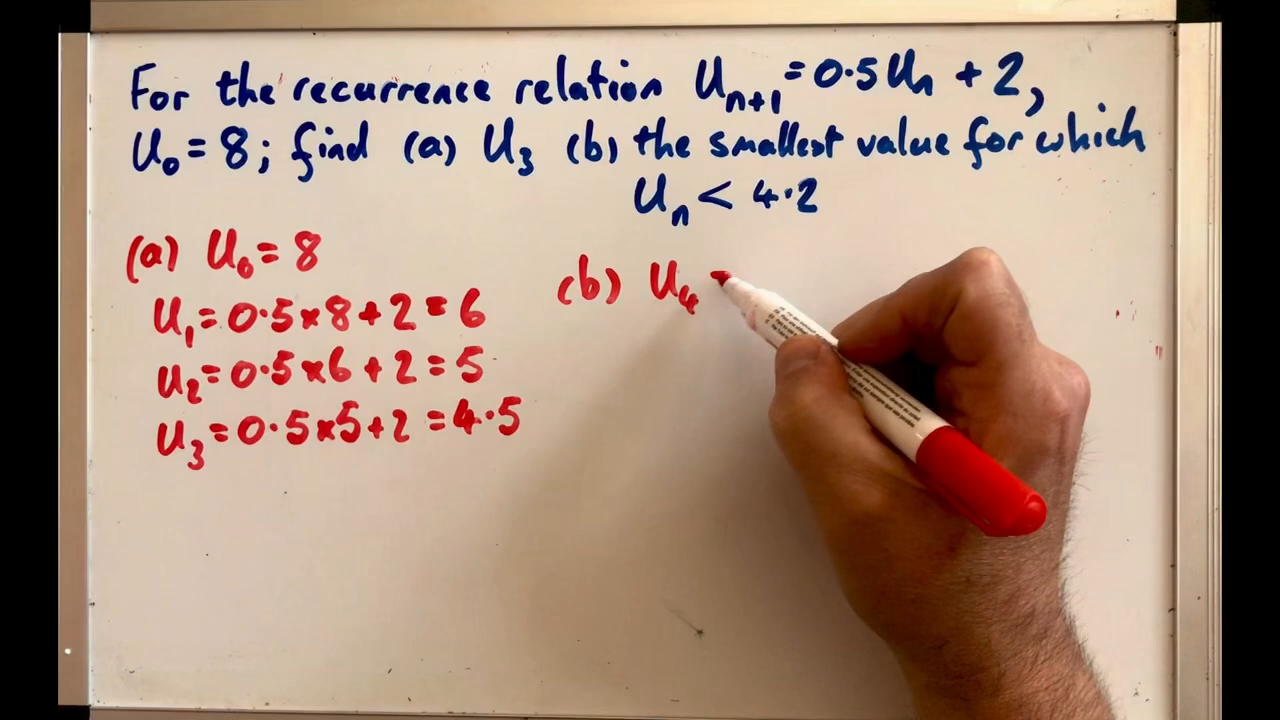 For the recurrence relation Uₙ₊₁ = 0·5Uₙ + 2,
U₀ = 8; find (a) U₃ (b) the smallest value for which
Uₙ < 4·2
(a) U₀ = 8
U₁ = 0·5×8+2 = 6
U₂ = 0·5×6+2 = 5
U₃ = 0·5×5+2 = 4·5
(b) U₄